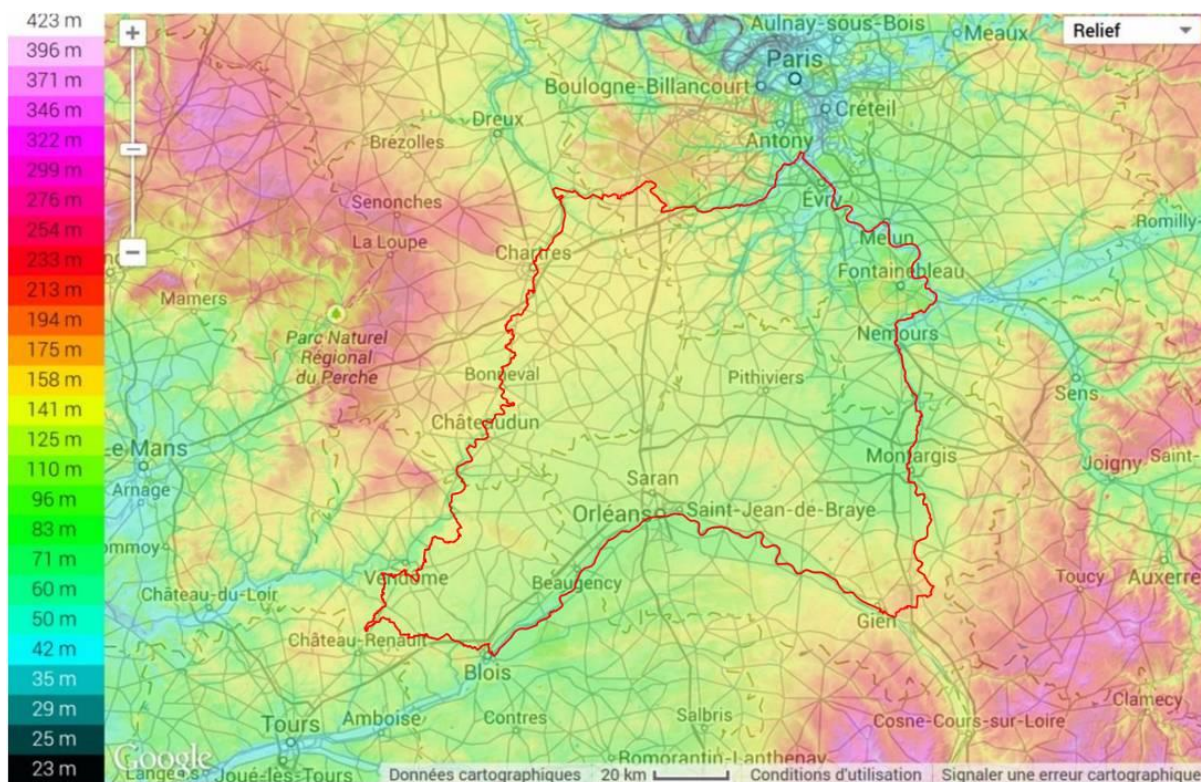 423 m
396 m
371 m
346 m
322 m
299 m
276 m
254 m
233 m
213 m
194 m
175 m
158 m
141 m
125 m
110 m
96 m
83 m
71 m
60 m
50 m
42 m
35 m
29 m
25 m
23 m
+
−
Relief
Aulnay-sous-Bois
Meaux
Paris
Boulogne-Billancourt
Créteil
Dreux
Antony
Brezolles
Évry
Senonches
Romilly
Melun
La Loupe
Chartres
Fontainebleau
Mamers
Parc Naturel
Régional
du Perche
Nemours
Bonneval
Pithiviers
Sens
Châteaudun
Le Mans
Montargis
Joigny
Saint-
Arnage
Saran
Orléans
Saint-Jean-de-Braye
Vendôme
Beaugency
Toucy
Auxerre
Château-du-Loir
Gien
Château-Renault
Blois
Clamecy
Contres
Salbris
Cosne-Cours-sur-Loire
Tours
Amboise
Romorantin-Lanthenay
Google
Joué-lès-Tours
Données cartographiques
20 km
Conditions d'utilisation
Signaler une erreur cartographique